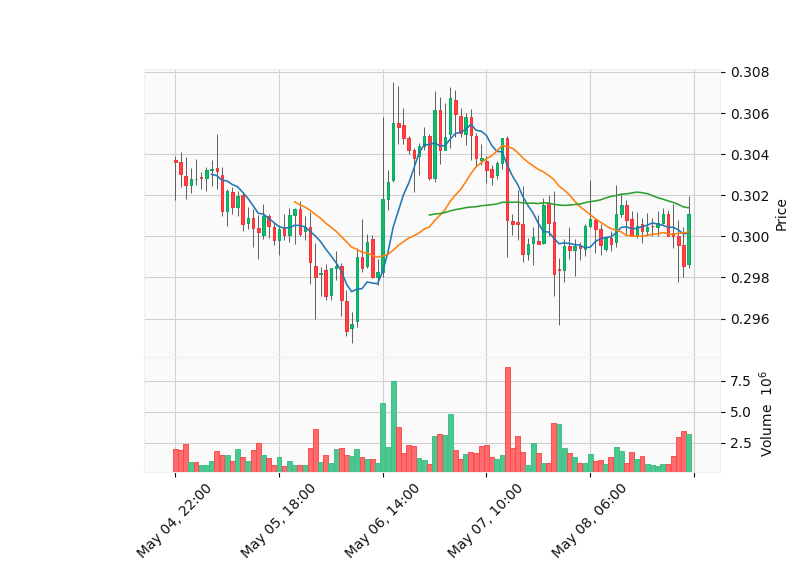 0.308
0.306
0.304
0.302
0.300
0.298
0.296
Price
7.5
5.0
2.5
Volume 10^6
May 04, 22:00
May 05, 18:00
May 06, 14:00
May 07, 10:00
May 08, 06:00